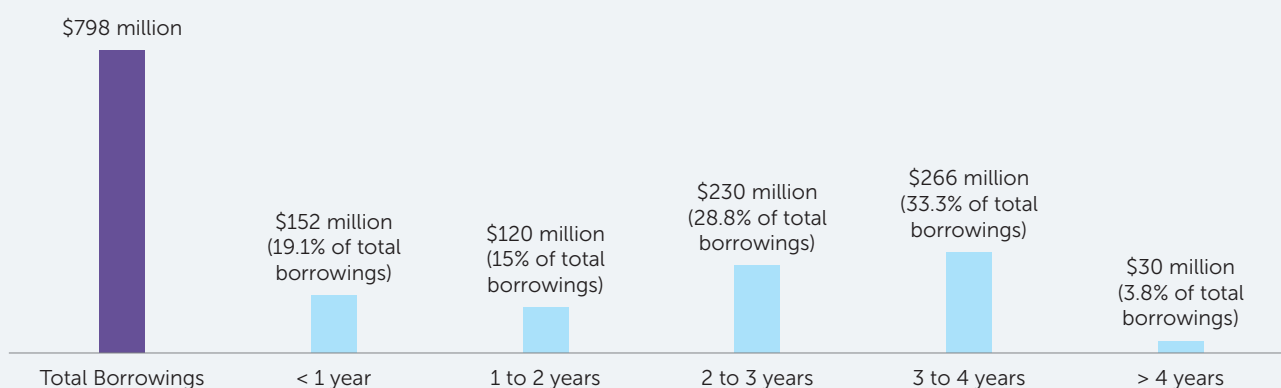 $798 million
$152 million
(19.1% of total
borrowings)
$120 million
(15% of total
borrowings)
$230 million
(28.8% of total
borrowings)
$266 million
(33.3% of total
borrowings)
$30 million
(3.8% of total
borrowings)
Total Borrowings
< 1 year
1 to 2 years
2 to 3 years
3 to 4 years
> 4 years